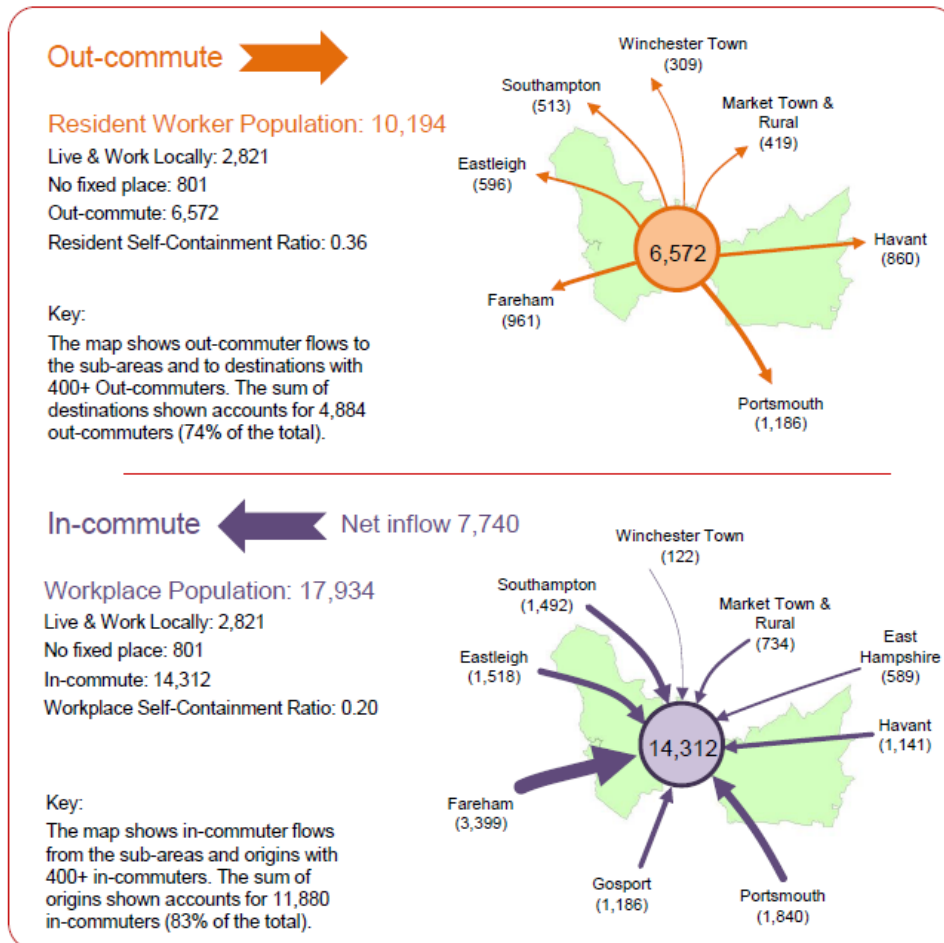 Out-commute
Resident Worker Population: 10,194
Live & Work Locally: 2,821
No fixed place: 801
Out-commute: 6,572
Resident Self-Containment Ratio: 0.36
Key:
The map shows out-commuter flows to
the sub-areas and to destinations with
400+ Out-commuters. The sum of
destinations shown accounts for 4,884
out-commuters (74% of the total).
Winchester Town
(309)
Southampton
(513)
Market Town &
Rural
(419)
Eastleigh
(596)
6,572
Havant
(860)
Fareham
(961)
Portsmouth
(1,186)
In-commute
Net inflow 7,740
Workplace Population: 17,934
Live & Work Locally: 2,821
No fixed place: 801
In-commute: 14,312
Workplace Self-Containment Ratio: 0.20
Key:
The map shows in-commuter flows
from the sub-areas and origins with
400+ in-commuters. The sum of
origins shown accounts for 11,880
in-commuters (83% of the total).
Winchester Town
(122)
Southampton
(1,492)
Market Town &
Rural
(734)
East
Hampshire
(589)
Eastleigh
(1,518)
Havant
(1,141)
14,312
Fareham
(3,399)
Gosport
(1,186)
Portsmouth
(1,840)